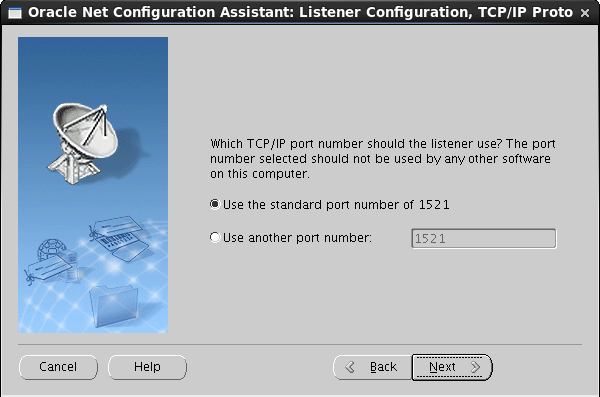 Oracle Net Configuration Assistant: Listener Configuration, TCP/IP Proto
Which TCP/IP port number should the listener use? The port
number selected should not be used by any other software
on this computer.
Use the standard port number of 1521
Use another port number: 1521
Cancel Help Back Next